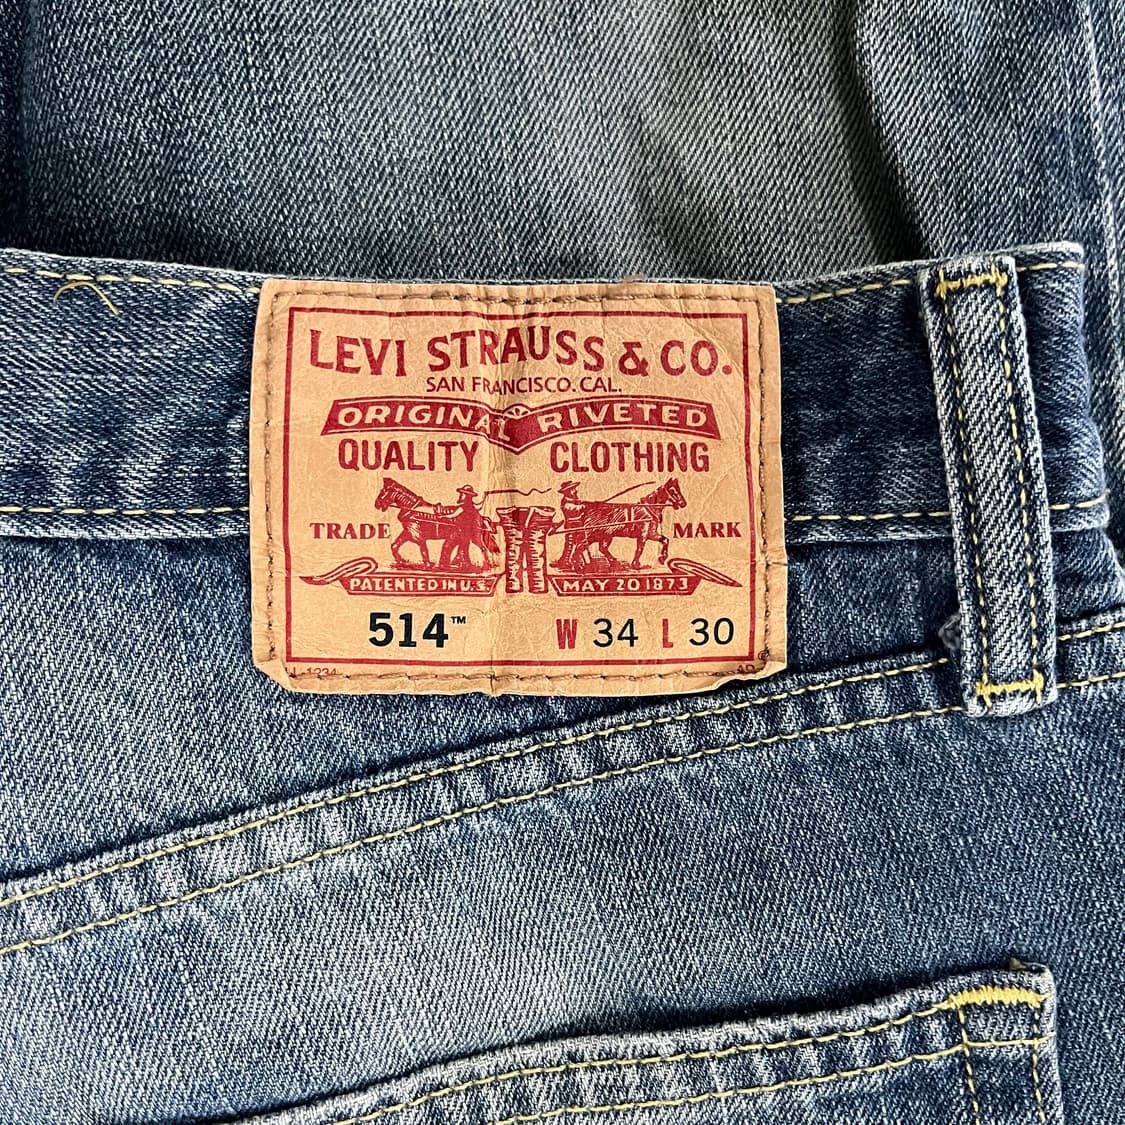 LEVI STRAUSS & CO.
SAN FRANCISCO. CAL.
ORIGINAL RIVETED
QUALITY CLOTHING
TRADE MARK
PATENTED IN U.S. MAY 20 1873
514™ W 34 L 30